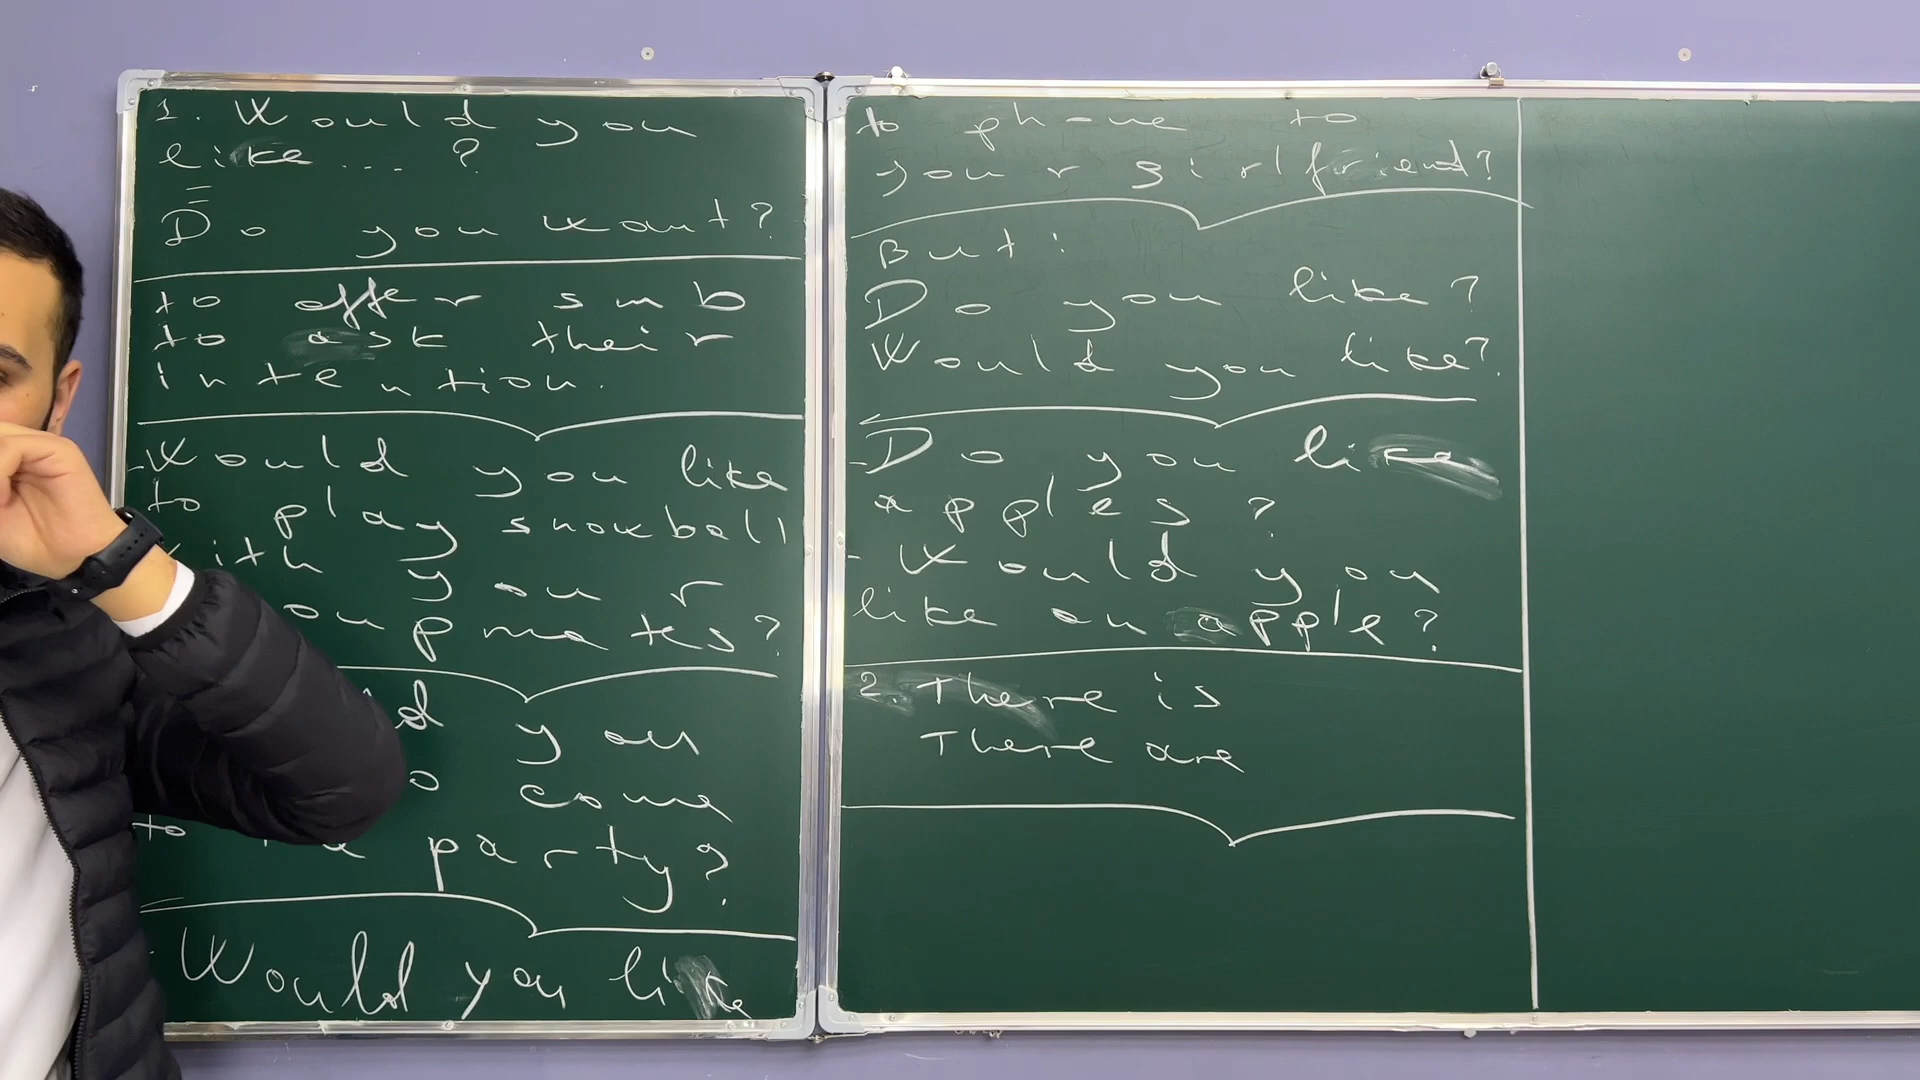 1. Would you
like ... ?
=
Do you want?
to offer smb
to ask their
intention.
- Would you like
to play snowball
with your
oupmates?
d you
o come
to party?
- Would you like
to phone to
your girlfriend?
But:
Do you like?
Would you like?
- Do you like
apples?
- Would you
like an apple?
2. There is
There are